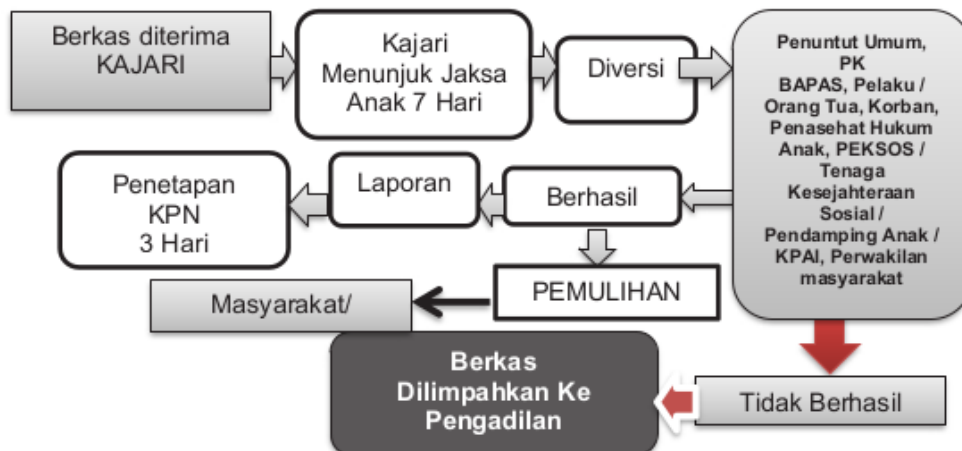 Berkas diterima
KAJARI
Kajari
Menunjuk Jaksa
Anak 7 Hari
Diversi
Penuntut Umum,
PK
BAPAS, Pelaku /
Orang Tua, Korban,
Penasehat Hukum
Anak, PEKSOS /
Tenaga
Kesejahteraan
Sosial /
Pendamping Anak /
KPAI, Perwakilan
masyarakat
Berhasil
Laporan
Penetapan
KPN
3 Hari
PEMULIHAN
Masyarakat/
Tidak Berhasil
Berkas
Dilimpahkan Ke
Pengadilan